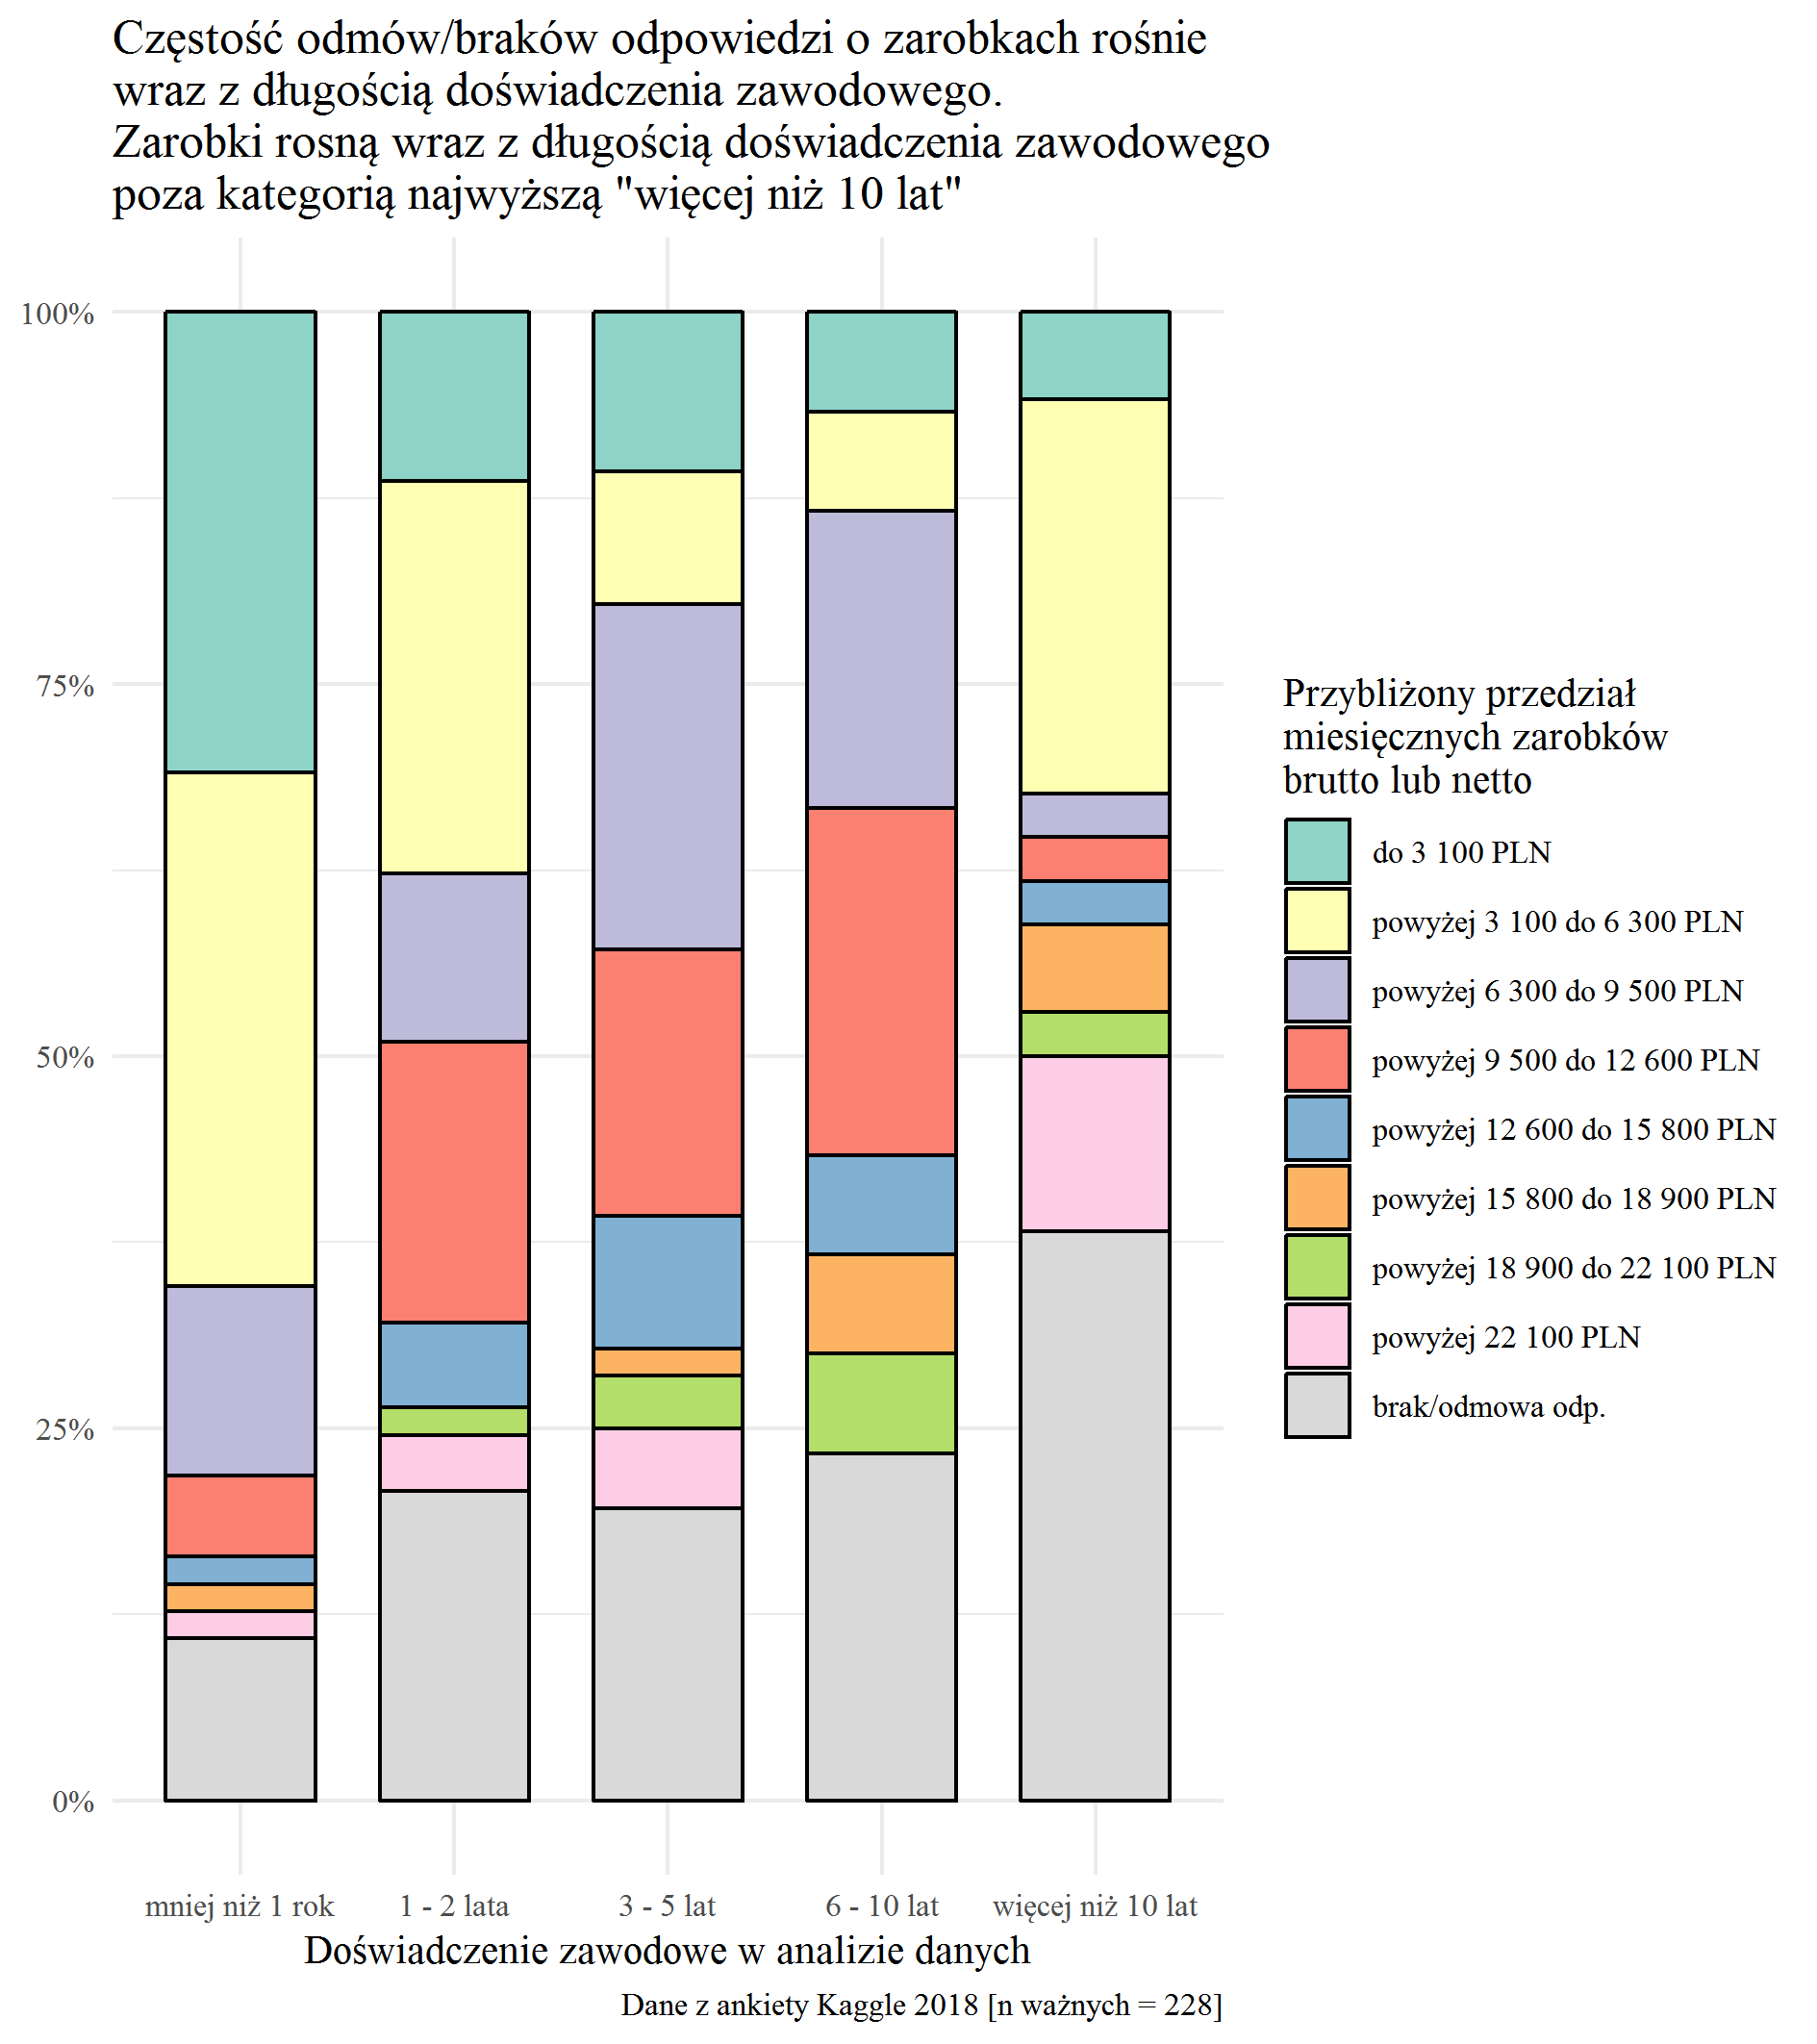 Częstość odmów/braków odpowiedzi o zarobkach rośnie
wraz z długością doświadczenia zawodowego.
Zarobki rosną wraz z długością doświadczenia zawodowego
poza kategorią najwyższą "więcej niż 10 lat"
100%
75%
50%
25%
0%
mniej niż 1 rok
1 - 2 lata
3 - 5 lat
6 - 10 lat
więcej niż 10 lat
Doświadczenie zawodowe w analizie danych
Dane z ankiety Kaggle 2018 [n ważnych = 228]
Przybliżony przedział
miesięcznych zarobków
brutto lub netto
do 3 100 PLN
powyżej 3 100 do 6 300 PLN
powyżej 6 300 do 9 500 PLN
powyżej 9 500 do 12 600 PLN
powyżej 12 600 do 15 800 PLN
powyżej 15 800 do 18 900 PLN
powyżej 18 900 do 22 100 PLN
powyżej 22 100 PLN
brak/odmowa odp.